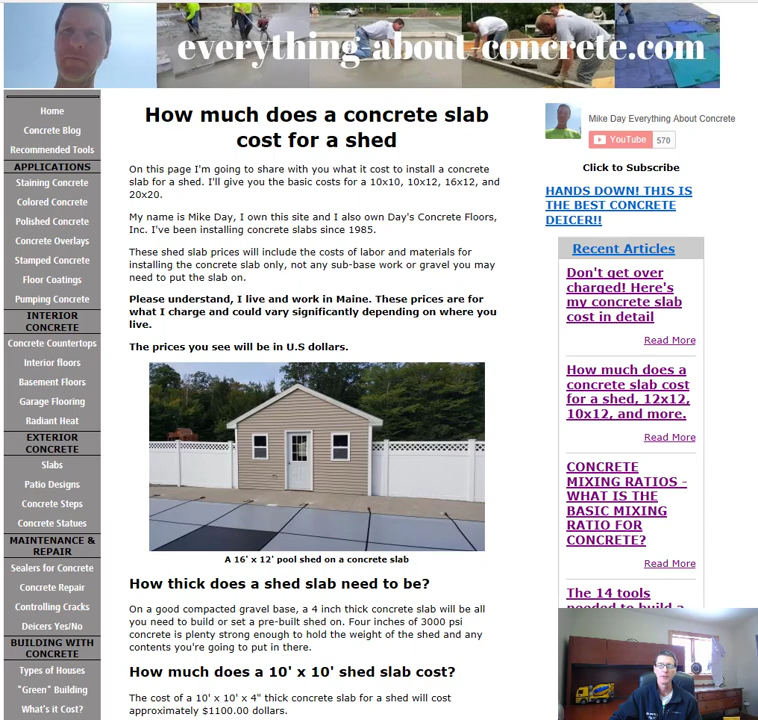 everything-about-concrete.com
Home
Concrete Blog
Recommended Tools
APPLICATIONS
Staining Concrete
Colored Concrete
Polished Concrete
Concrete Overlays
Stamped Concrete
Floor Coatings
Pumping Concrete
INTERIOR
CONCRETE
Concrete Countertops
Interior floors
Basement Floors
Garage Flooring
Radiant Heat
EXTERIOR
CONCRETE
Slabs
Patio Designs
Concrete Steps
Concrete Statues
MAINTENANCE &
REPAIR
Sealers for Concrete
Concrete Repair
Controlling Cracks
Deicers Yes/No
BUILDING WITH
CONCRETE
Types of Houses
"Green" Building
What's it Cost?
How much does a concrete slab
cost for a shed
On this page I'm going to share with you what it cost to install a concrete
slab for a shed. I'll give you the basic costs for a 10x10, 10x12, 16x12, and
20x20.
My name is Mike Day, I own this site and I also own Day's Concrete Floors,
Inc. I've been installing concrete slabs since 1985.
These shed slab prices will include the costs of labor and materials for
installing the concrete slab only, not any sub-base work or gravel you may
need to put the slab on.
Please understand, I live and work in Maine. These prices are for
what I charge and could vary significantly depending on where you
live.
The prices you see will be in U.S dollars.
A 16' x 12' pool shed on a concrete slab
How thick does a shed slab need to be?
On a good compacted gravel base, a 4 inch thick concrete slab will be all
you need to build or set a pre-built shed on. Four inches of 3000 psi
concrete is plenty strong enough to hold the weight of the shed and any
contents you're going to put in there.
How much does a 10' x 10' shed slab cost?
The cost of a 10' x 10' x 4" thick concrete slab for a shed will cost
approximately $1100.00 dollars.
Mike Day Everything About Concrete
YouTube 570
Click to Subscribe
HANDS DOWN! THIS IS
THE BEST CONCRETE
DEICER!!
Recent Articles
Don't get over
charged! Here's
my concrete slab
cost in detail
Read More
How much does a
concrete slab cost
for a shed, 12x12,
10x12, and more.
Read More
CONCRETE
MIXING RATIOS -
WHAT IS THE
BASIC MIXING
RATIO FOR
CONCRETE?
Read More
The 14 tools
needed to build a